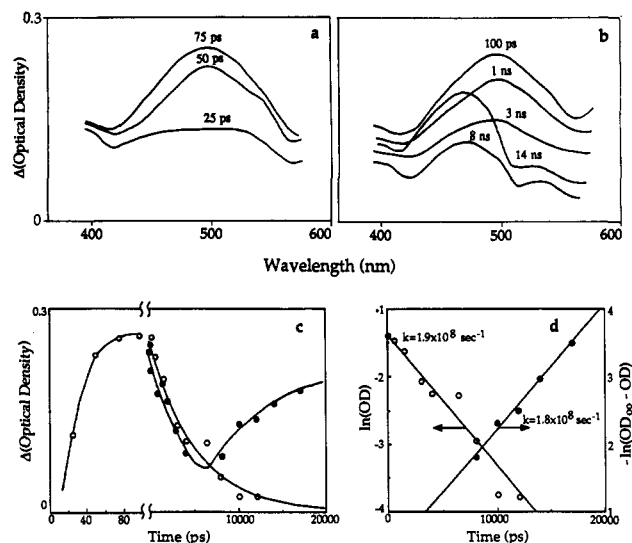 0.3
a
b
75 ps
50 ps
25 ps
100 ps
1 ns
3 ns
8 ns
14 ns
Δ(Optical Density)
0
400
500
600
400
500
600
Wavelength (nm)
0.3
c
Δ(Optical Density)
0
0
40
80
10000
20000
Time (ps)
d
k=1.9x10⁸ sec⁻¹
k=1.8x10⁸ sec⁻¹
ln(OD)
-1
-2
-3
-4
4
3
2
1
-ln(OD∞ - OD)
0
10000
20000
Time (ps)